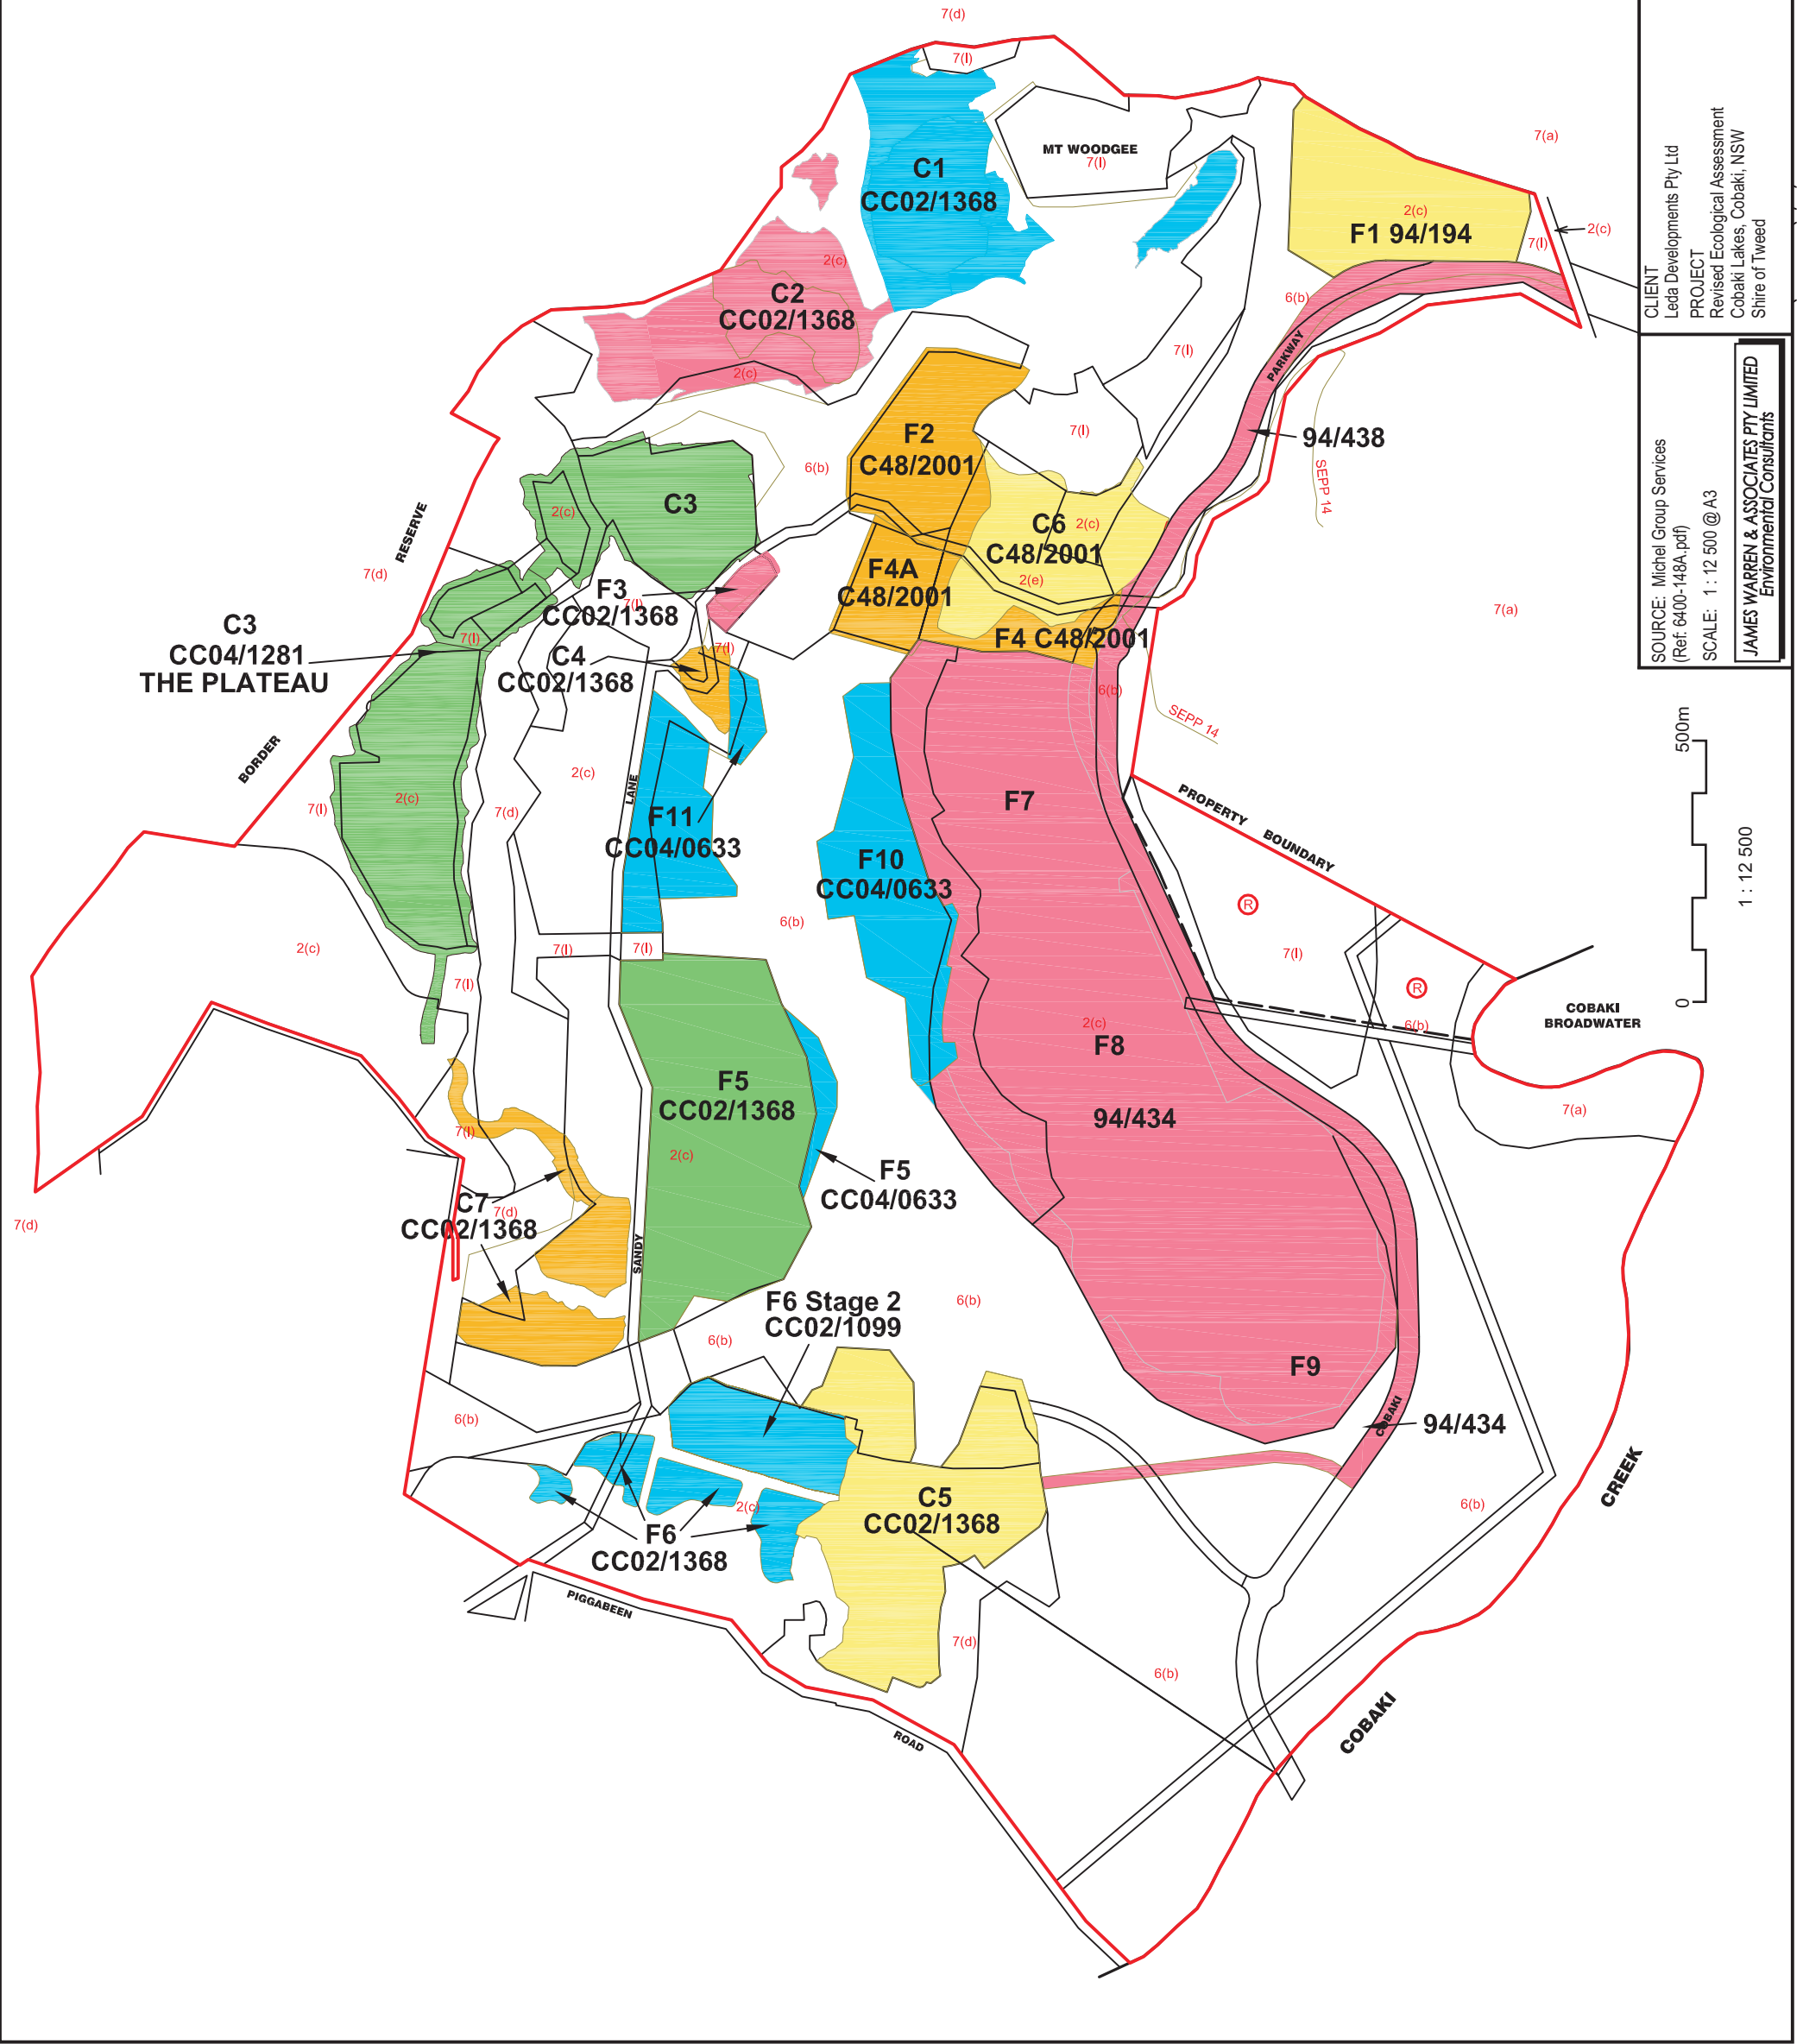 7(d)
7(l)
MT WOODGEE
7(l)
C1
CC02/1368
7(a)
2(c)
F1 94/194
7(l)
2(c)
2(c)
C2
CC02/1368
2(c)
6(b)
PARKWAY
7(l)
94/438
SEPP 14
F2
C48/2001
7(l)
6(b)
C3
2(c)
RESERVE
7(d)
C6
2(c)
C48/2001
2(e)
F4A
C48/2001
F3
7(l)
CC02/1368
7(a)
C3
CC04/1281
THE PLATEAU
7(l)
F4 C48/2001
7(l)
C4
CC02/1368
6(b)
SEPP 14
BORDER
2(c)
LANE
7(l)
2(c)
7(d)
F11
CC04/0633
F7
PROPERTY BOUNDARY
F10
CC04/0633
R
6(b)
2(c)
7(l)
7(l)
7(l)
7(l)
R
COBAKI
BROADWATER
6(b)
2(c)
F8
94/434
F5
CC02/1368
7(a)
7(l)
2(c)
F5
CC04/0633
7(d)
C7
7(d)
CC02/1368
SANDY
6(b)
F6 Stage 2
CC02/1099
6(b)
F9
6(b)
COBAKI
94/434
C5
CC02/1368
2(c)
F6
CC02/1368
6(b)
CREEK
PIGGABEEN
7(d)
6(b)
COBAKI
ROAD
CLIENT
Leda Developments Pty Ltd
PROJECT
Revised Ecological Assessment
Cobaki Lakes, Cobaki, NSW
Shire of Tweed
SOURCE: Michel Group Services
(Ref: 6400-148A.pdf)
SCALE: 1 : 12 500 @ A3
JAMES WARREN & ASSOCIATES PTY LIMITED
Environmental Consultants
0
500m
1 : 12 500